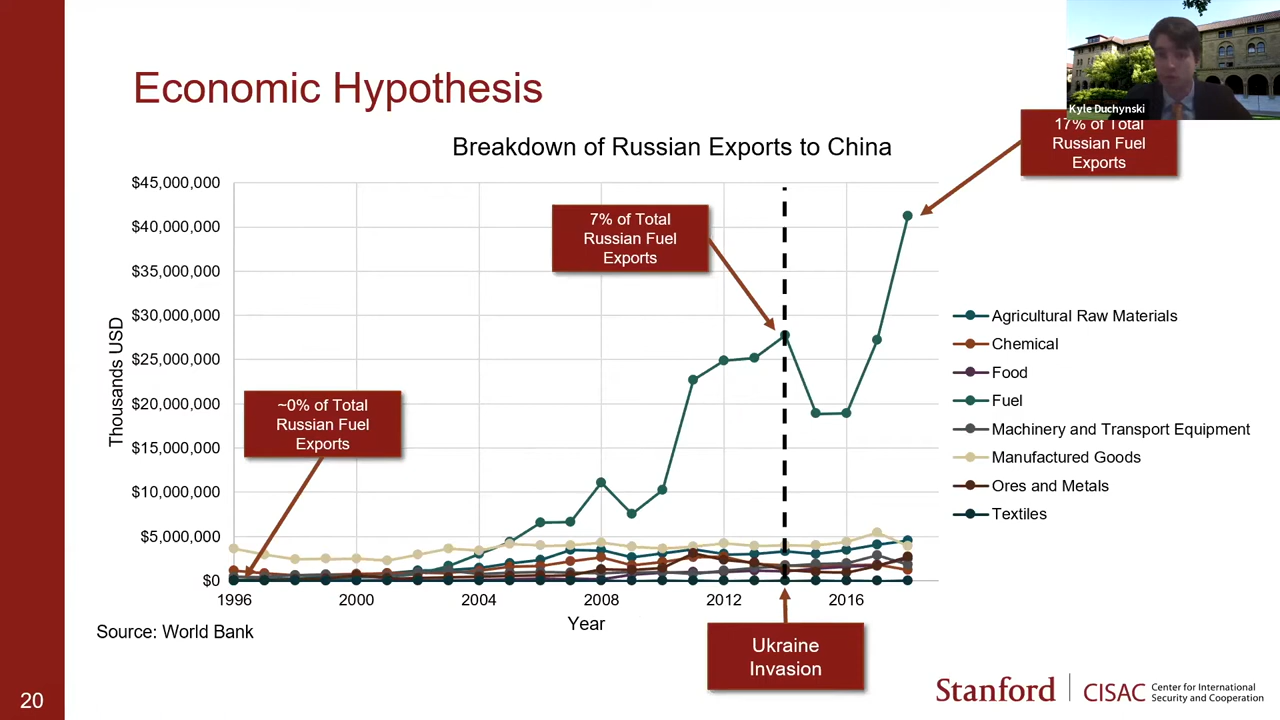 Economic Hypothesis
Kyle Duchynski
17% of Total
Russian Fuel
Exports
Breakdown of Russian Exports to China
$45,000,000
$40,000,000
$35,000,000
$30,000,000
$25,000,000
$20,000,000
$15,000,000
$10,000,000
$5,000,000
$0
Thousands USD
7% of Total
Russian Fuel
Exports
~0% of Total
Russian Fuel
Exports
Agricultural Raw Materials
Chemical
Food
Fuel
Machinery and Transport Equipment
Manufactured Goods
Ores and Metals
Textiles
1996
2000
2004
2008
2012
2016
Year
Source: World Bank
Ukraine
Invasion
20
Stanford
CISAC
Center for International
Security and Cooperation